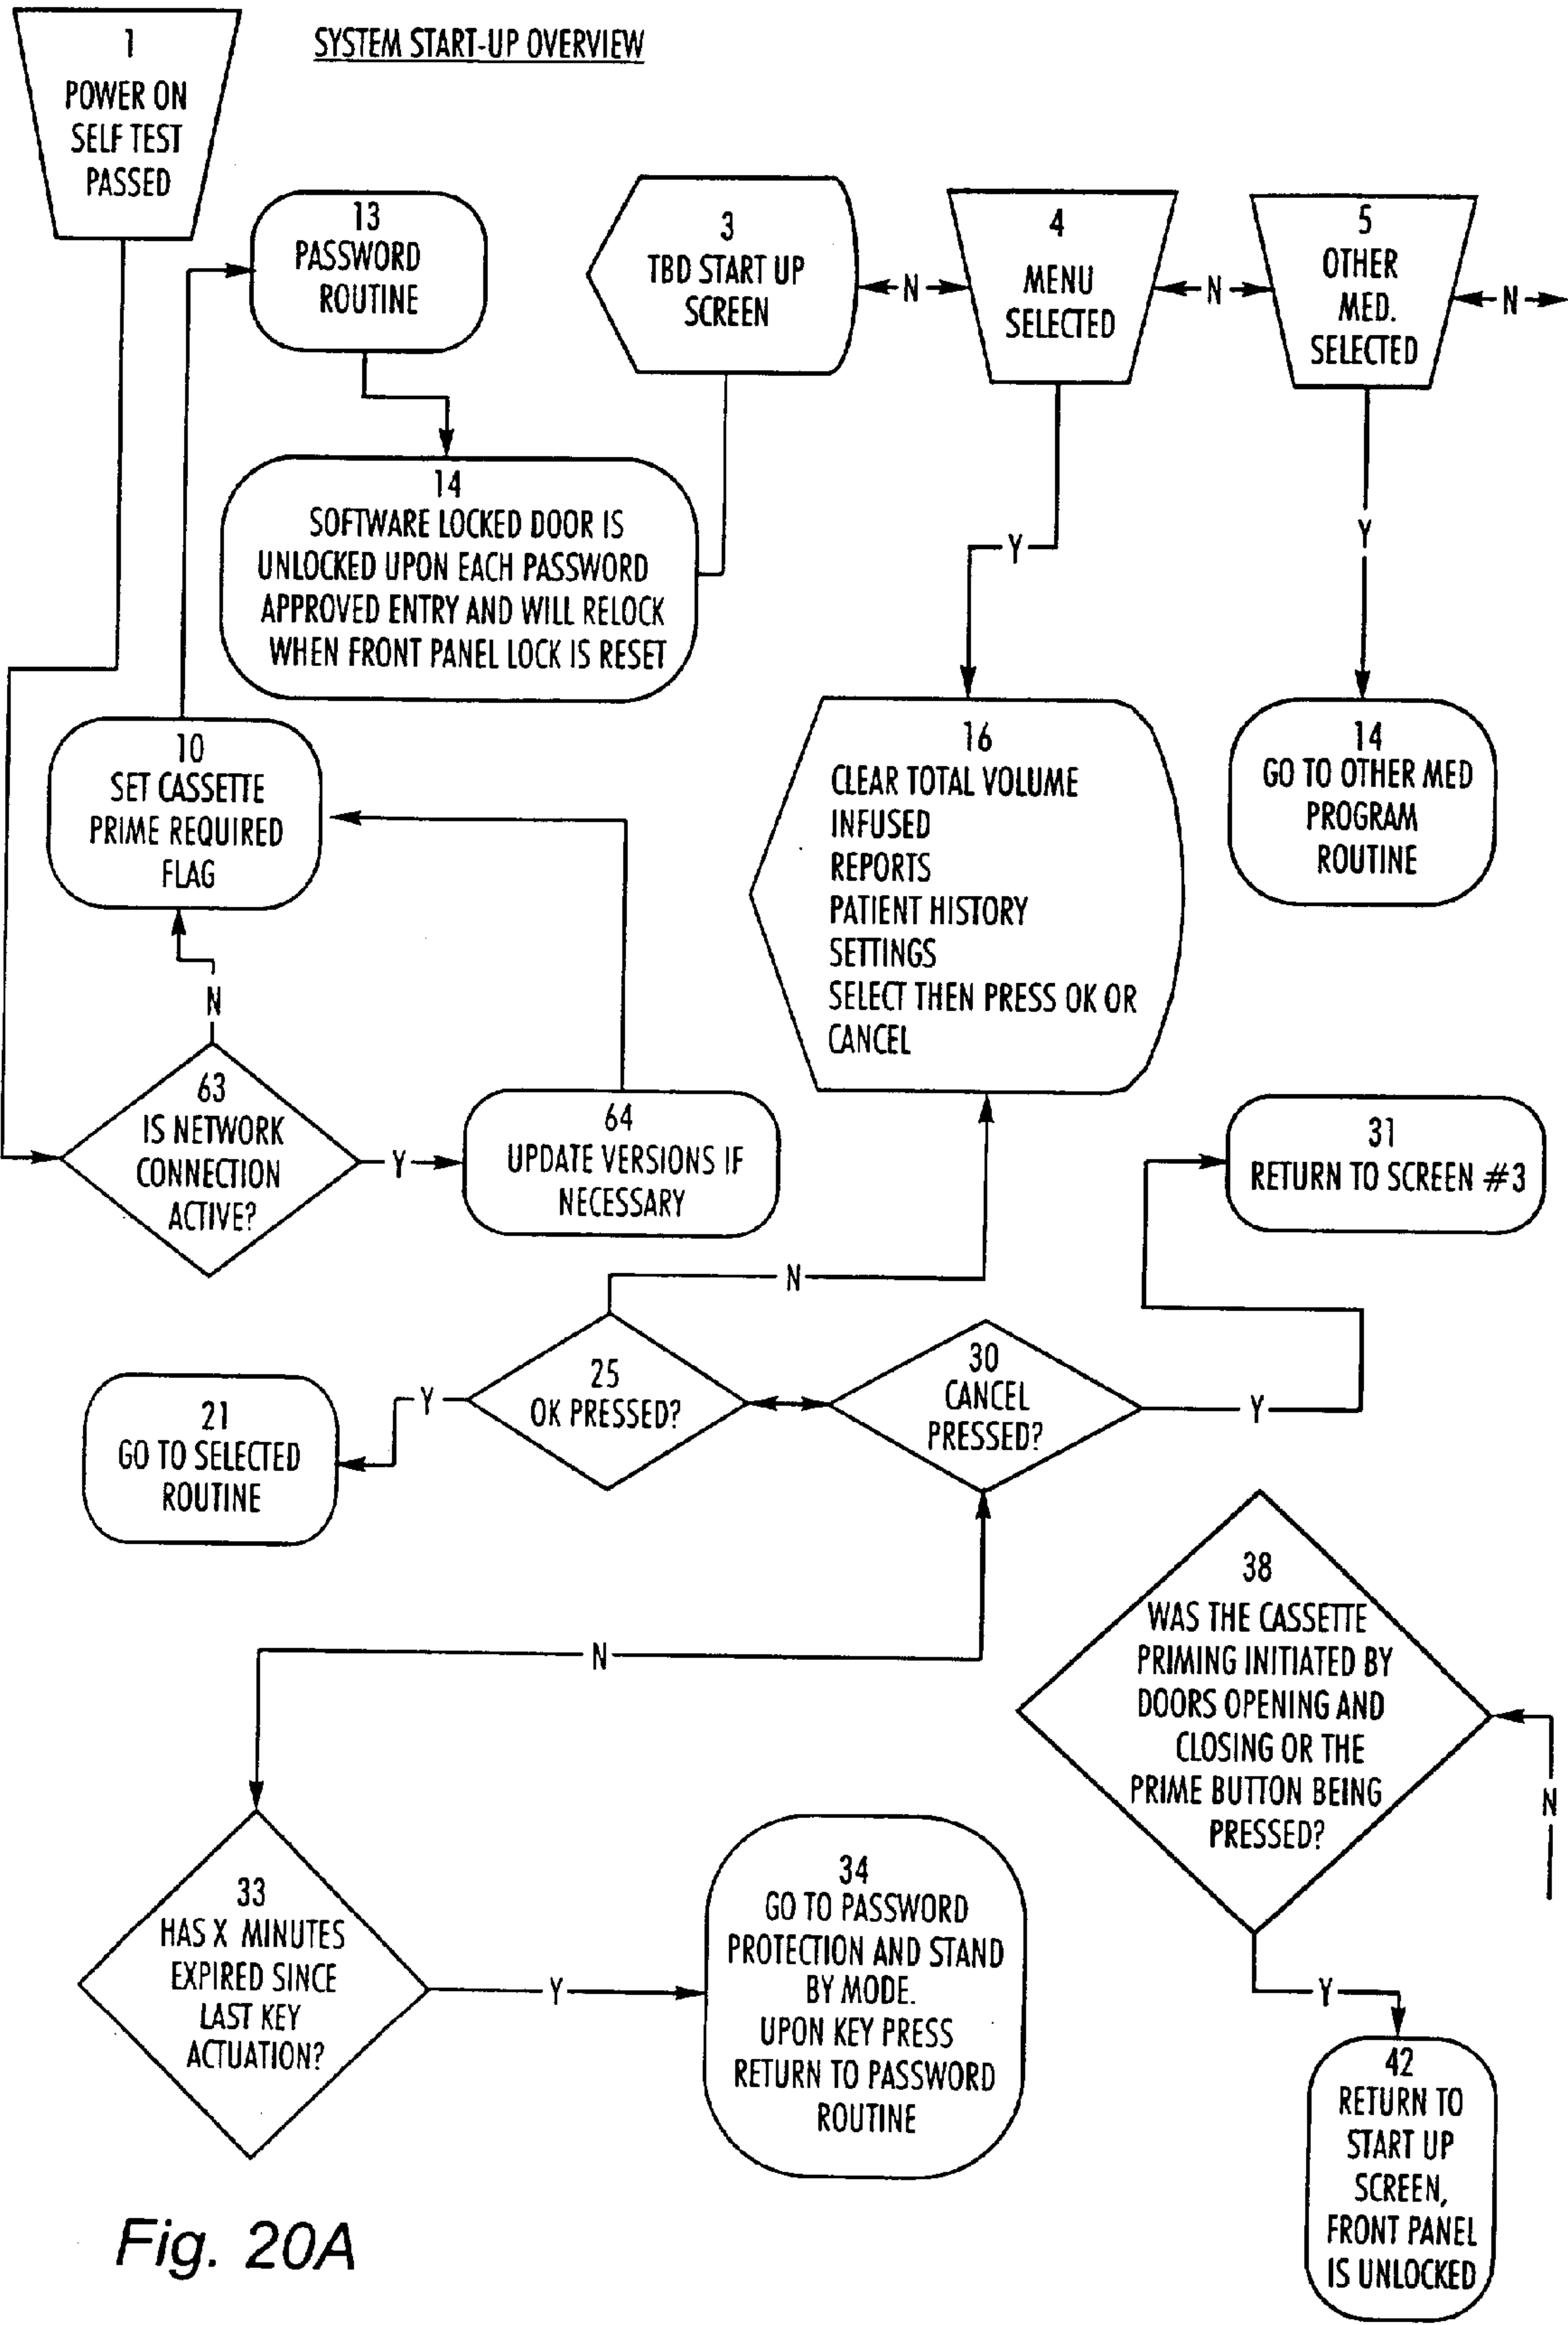 SYSTEM START-UP OVERVIEW
1
POWER ON
SELF TEST
PASSED
13
PASSWORD
ROUTINE
3
TBD START UP
SCREEN
N
4
MENU
SELECTED
N
5
OTHER
MED.
SELECTED
N
14
SOFTWARE LOCKED DOOR IS
UNLOCKED UPON EACH PASSWORD
APPROVED ENTRY AND WILL RELOCK
WHEN FRONT PANEL LOCK IS RESET
Y
Y
10
SET CASSETTE
PRIME REQUIRED
FLAG
16
CLEAR TOTAL VOLUME
INFUSED
REPORTS
PATIENT HISTORY
SETTINGS
SELECT THEN PRESS OK OR
CANCEL
14
GO TO OTHER MED
PROGRAM
ROUTINE
N
63
IS NETWORK
CONNECTION
ACTIVE?
Y
64
UPDATE VERSIONS IF
NECESSARY
31
RETURN TO SCREEN #3
N
25
OK PRESSED?
30
CANCEL
PRESSED?
Y
Y
21
GO TO SELECTED
ROUTINE
N
38
WAS THE CASSETTE
PRIMING INITIATED BY
DOORS OPENING AND
CLOSING OR THE
PRIME BUTTON BEING
PRESSED?
N
33
HAS X MINUTES
EXPIRED SINCE
LAST KEY
ACTUATION?
Y
34
GO TO PASSWORD
PROTECTION AND STAND
BY MODE.
UPON KEY PRESS
RETURN TO PASSWORD
ROUTINE
Y
42
RETURN TO
START UP
SCREEN,
FRONT PANEL
IS UNLOCKED
Fig. 20A